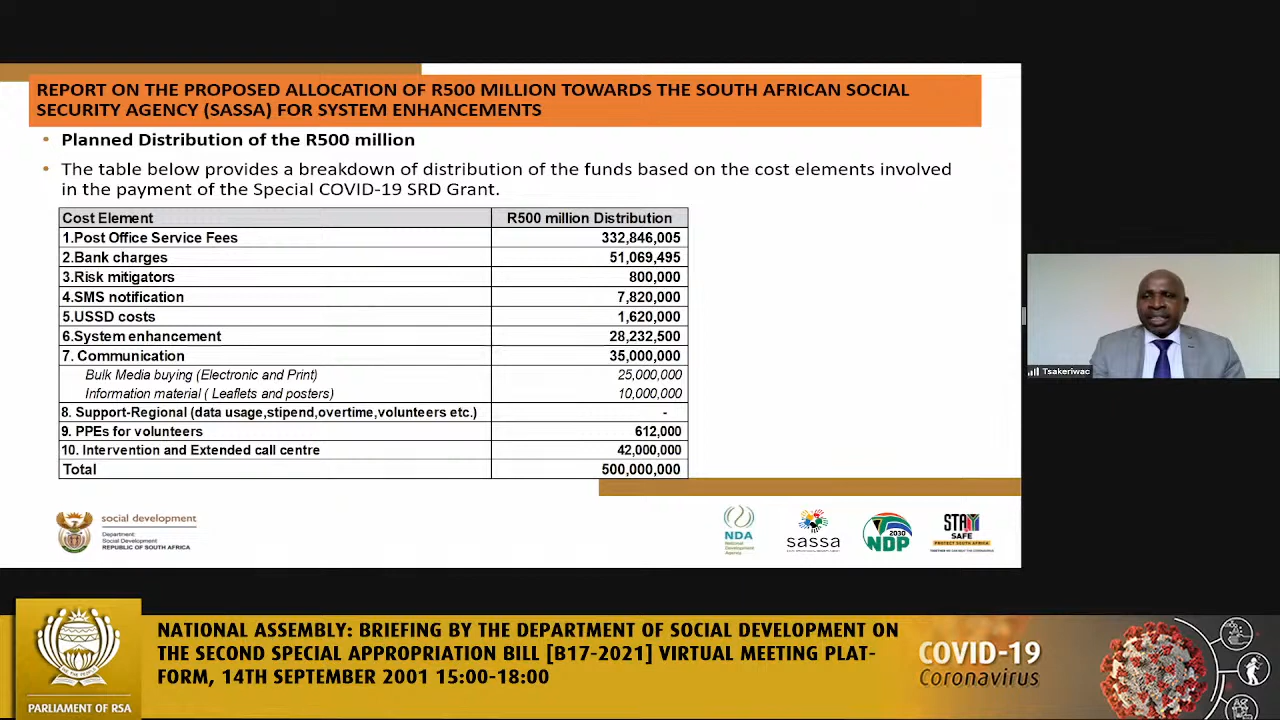 REPORT ON THE PROPOSED ALLOCATION OF R500 MILLION TOWARDS THE SOUTH AFRICAN SOCIAL
SECURITY AGENCY (SASSA) FOR SYSTEM ENHANCEMENTS
• Planned Distribution of the R500 million
• The table below provides a breakdown of distribution of the funds based on the cost elements involved
in the payment of the Special COVID-19 SRD Grant.
Cost Element R500 million Distribution
1.Post Office Service Fees 332,846,005
2.Bank charges 51,069,495
3.Risk mitigators 800,000
4.SMS notification 7,820,000
5.USSD costs 1,620,000
6.System enhancement 28,232,500
7. Communication 35,000,000
Bulk Media buying (Electronic and Print) 25,000,000
Information material ( Leaflets and posters) 10,000,000
8. Support-Regional (data usage,stipend,overtime,volunteers etc.) -
9. PPEs for volunteers 612,000
10. Intervention and Extended call centre 42,000,000
Total 500,000,000
social development
Department:
Social Development
REPUBLIC OF SOUTH AFRICA
NDA
National
Development
Agency
sassa
2030
NDP
STAY
SAFE
PROTECT SOUTH AFRICA
Tsakeriwac
PARLIAMENT OF RSA
NATIONAL ASSEMBLY: BRIEFING BY THE DEPARTMENT OF SOCIAL DEVELOPMENT ON
THE SECOND SPECIAL APPROPRIATION BILL [B17-2021] VIRTUAL MEETING PLAT-
FORM, 14TH SEPTEMBER 2001 15:00-18:00
COVID-19
Coronavirus